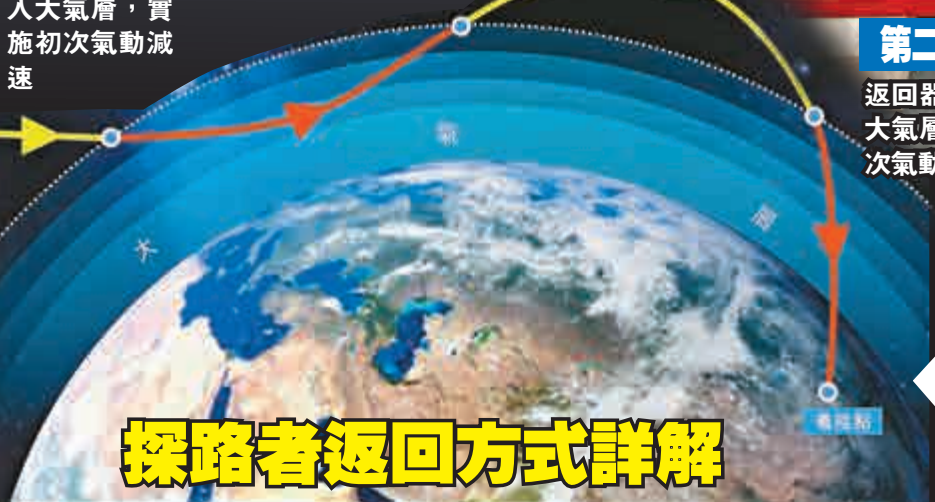 入大氣層，實
施初次氣動減
速
第二
返回器
大氣層
次氣動
大
氣
層
着陸點
探路者返回方式詳解